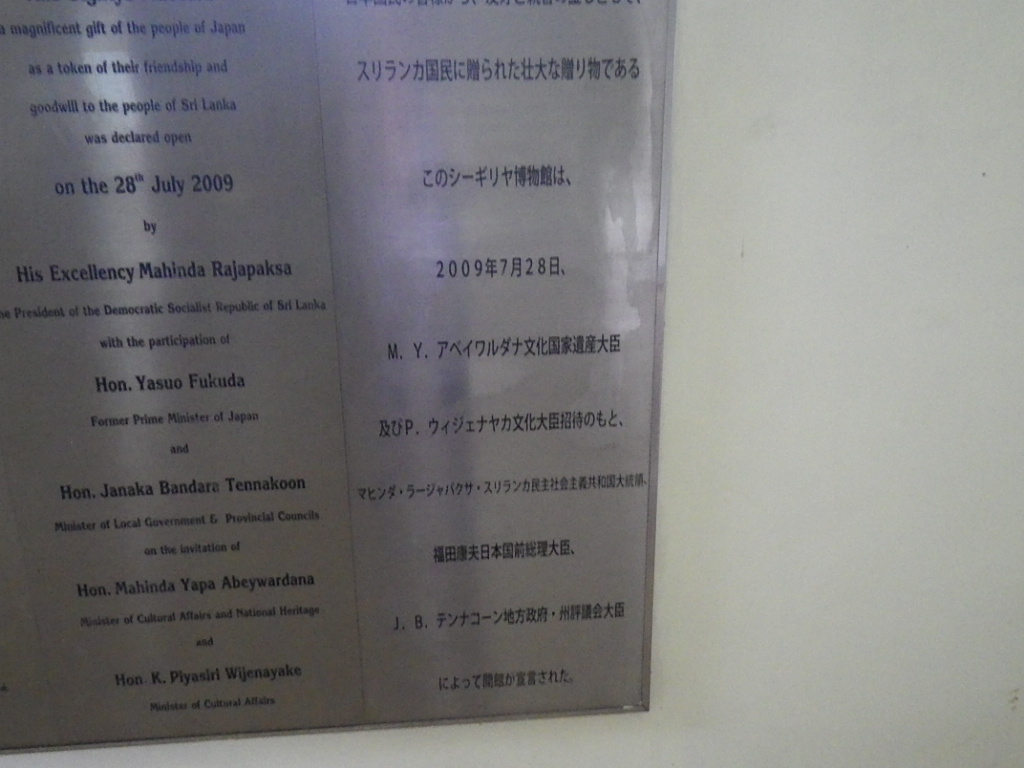 a magnificent gift of the people of Japan
as a token of their friendship and
goodwill to the people of Sri Lanka
was declared open
on the 28th July 2009
by
His Excellency Mahinda Rajapaksa
President of the Democratic Socialist Republic of Sri Lanka
with the participation of
Hon. Yasuo Fukuda
Former Prime Minister of Japan
and
Hon. Janaka Bandara Tennakoon
Minister of Local Government & Provincial Councils
on the invitation of
Hon. Mahinda Yapa Abeywardana
Minister of Cultural Affairs and National Heritage
and
Hon. K. Piyasiri Wijenayake
Minister of Cultural Affairs
スリランカ国民に贈られた壮大な贈り物である
このシーギリヤ博物館は、
2009年7月28日、
M. Y. アベイワルダナ文化国家遺産大臣
及びP. ウィジェナヤカ文化大臣招待のもと、
マヒンダ・ラージャパクサ・スリランカ民主社会主義共和国大統領、
福田康夫日本国前総理大臣、
J. B. テンナコーン地方政府・州評議会大臣
によって開館が宣言された。